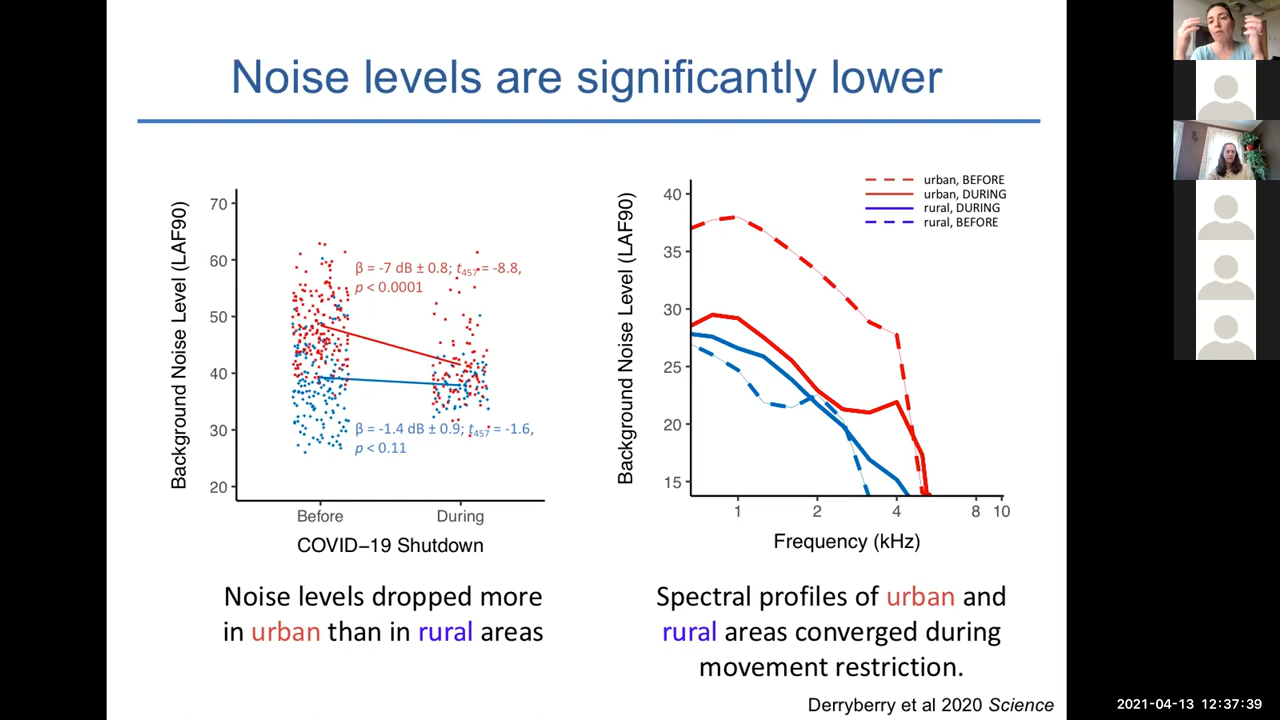 Noise levels are significantly lower
Background Noise Level (LAF90)
70
60
50
40
30
20
β = -7 dB ± 0.8; t457 = -8.8,
p < 0.0001
β = -1.4 dB ± 0.9; t457 = -1.6,
p < 0.11
Before During
COVID−19 Shutdown
Noise levels dropped more
in urban than in rural areas
Background Noise Level (LAF90)
40
35
30
25
20
15
urban, BEFORE
urban, DURING
rural, DURING
rural, BEFORE
1 2 4 8 10
Frequency (kHz)
Spectral profiles of urban and
rural areas converged during
movement restriction.
Derryberry et al 2020 Science
2021-04-13 12:37:39